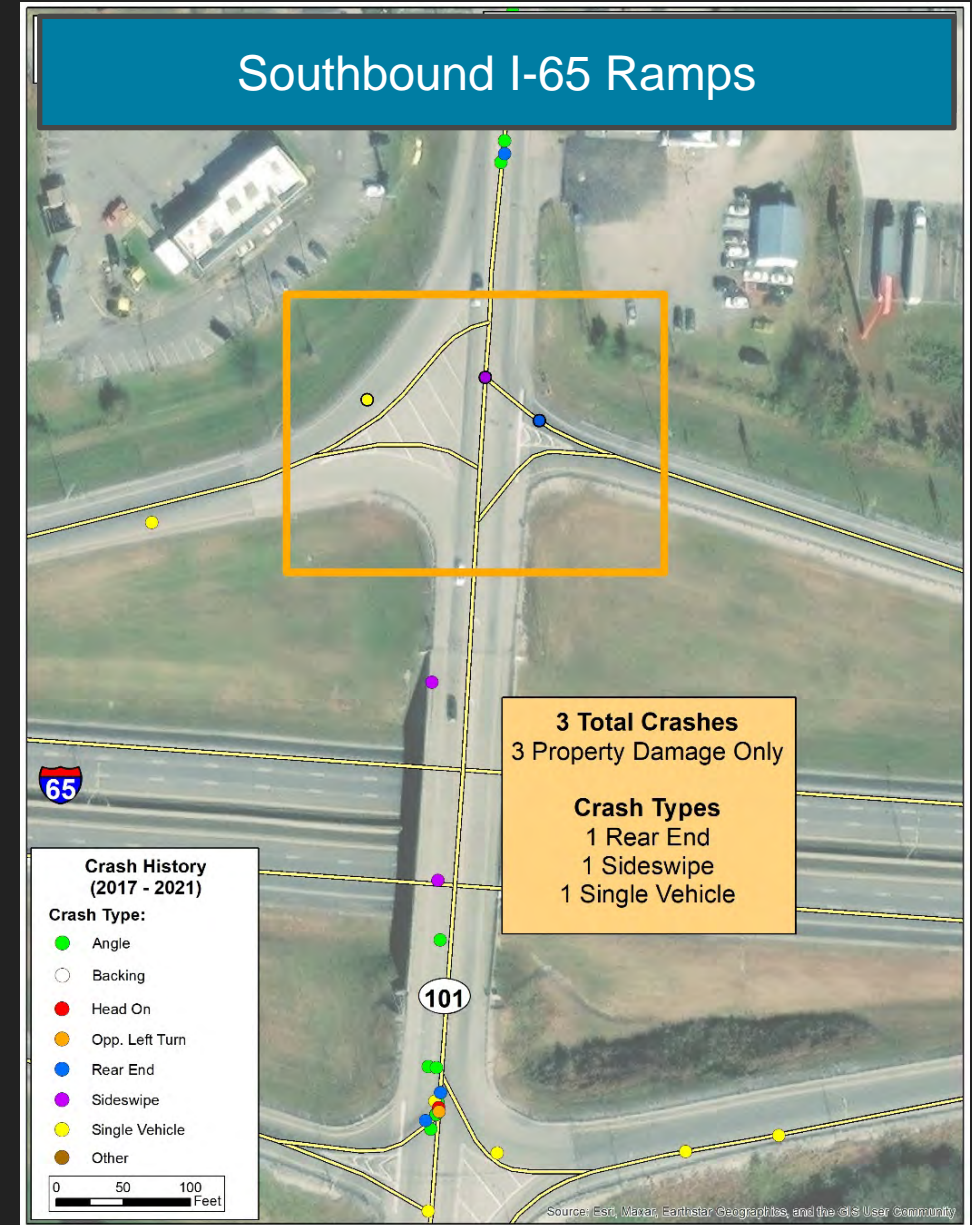 Southbound I-65 Ramps
3 Total Crashes
3 Property Damage Only
Crash Types
1 Rear End
1 Sideswipe
1 Single Vehicle
65
101
Crash History
(2017 - 2021)
Crash Type:
Angle
Backing
Head On
Opp. Left Turn
Rear End
Sideswipe
Single Vehicle
Other
0 50 100
Feet
Source: Esri, Maxar, Earthstar Geographics, and the GIS User Community